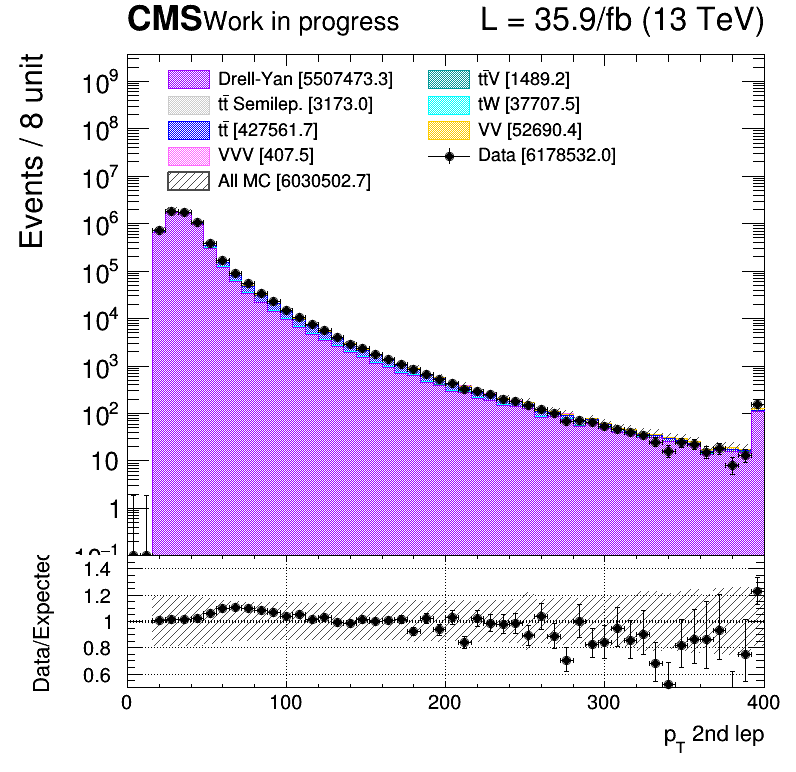 CMS Work in progress L = 35.9/fb (13 TeV)
Events / 8 unit
Drell-Yan [5507473.3]
tt̄ Semilep. [3173.0]
tt̄ [427561.7]
VVV [407.5]
All MC [6030502.7]
tt̄V [1489.2]
tW [37707.5]
VV [52690.4]
Data [6178532.0]
10⁹
10⁸
10⁷
10⁶
10⁵
10⁴
10³
10²
10
1
10⁻¹
Data/Expected
1.4
1.2
1
0.8
0.6
0 100 200 300 400
p_T 2nd lep